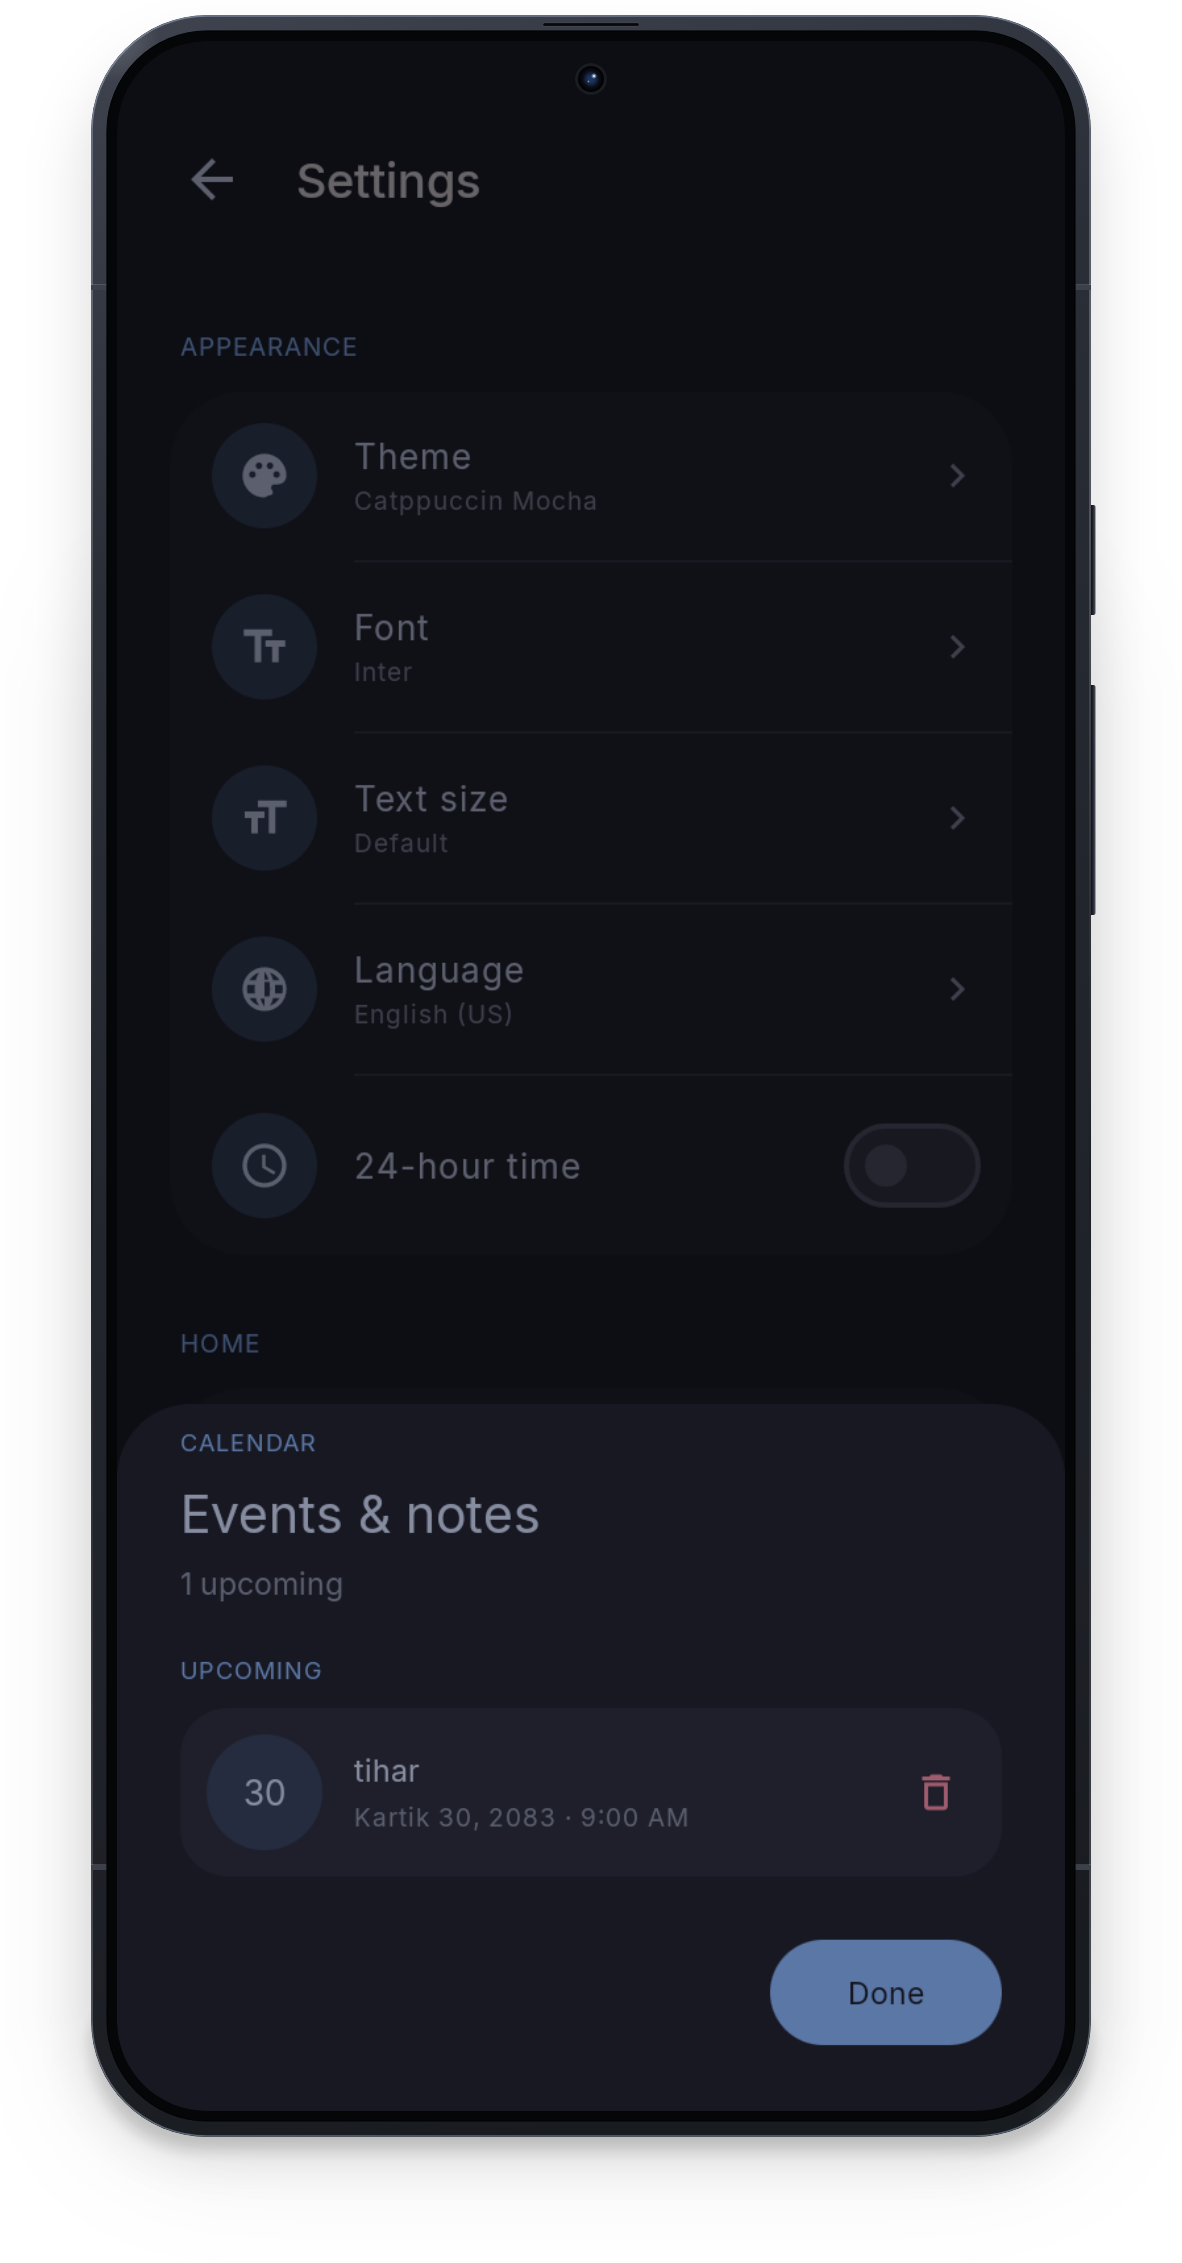 Settings
APPEARANCE
Theme
Catppuccin Mocha
Font
Inter
Text size
Default
Language
English (US)
24-hour time
HOME
CALENDAR
Events & notes
1 upcoming
UPCOMING
30
tihar
Kartik 30, 2083 · 9:00 AM
Done